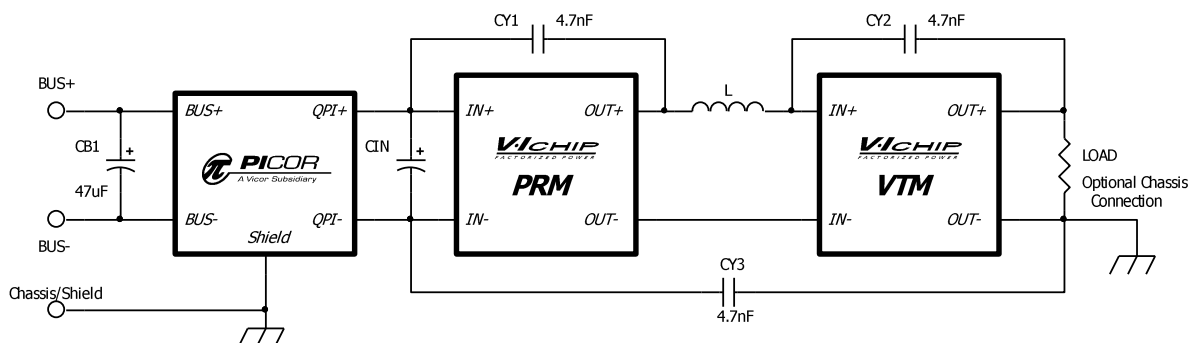 CY1
4.7nF
CY2
4.7nF
BUS+
BUS+
QPI+
IN+
OUT+
L
IN+
OUT+
CB1
+
47uF
π PICOR
A Vicor Subsidiary
CIN
+
V·I CHIP
FACTORIZED POWER
PRM
V·I CHIP
FACTORIZED POWER
VTM
LOAD
Optional Chassis
Connection
BUS-
BUS-
QPI-
Shield
IN-
OUT-
IN-
OUT-
CY3
4.7nF
Chassis/Shield